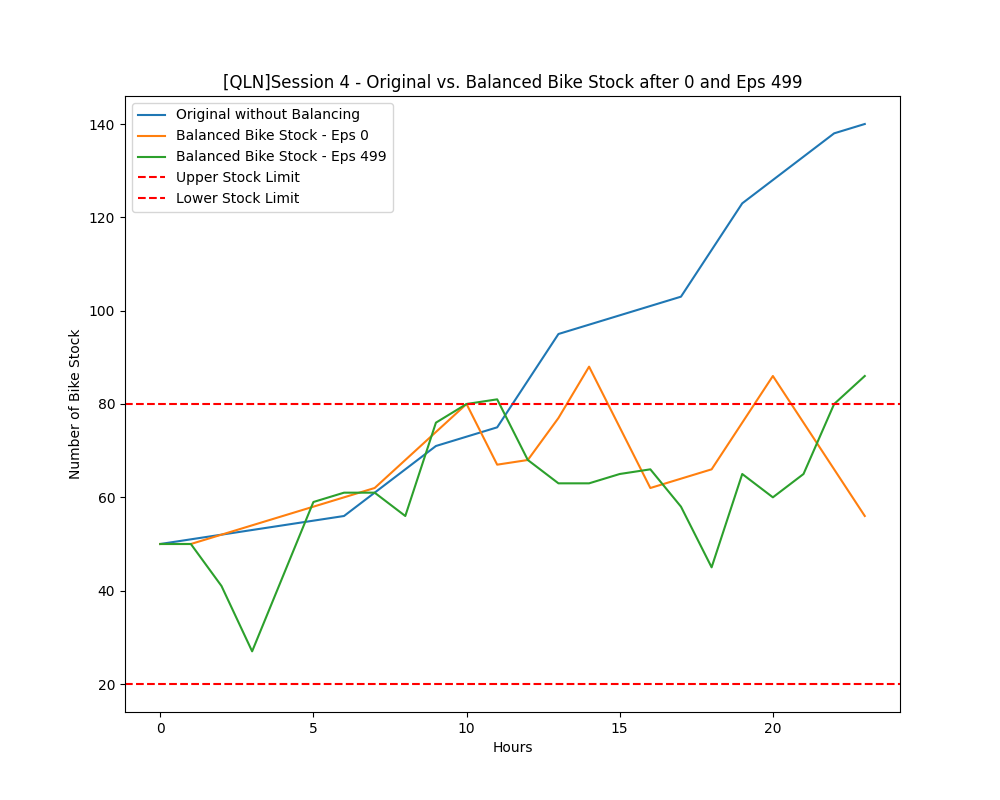 [QLN]Session 4 - Original vs. Balanced Bike Stock after 0 and Eps 499
Original without Balancing
Balanced Bike Stock - Eps 0
Balanced Bike Stock - Eps 499
Upper Stock Limit
Lower Stock Limit
140
120
100
80
60
40
20
Number of Bike Stock
0
5
10
15
20
Hours